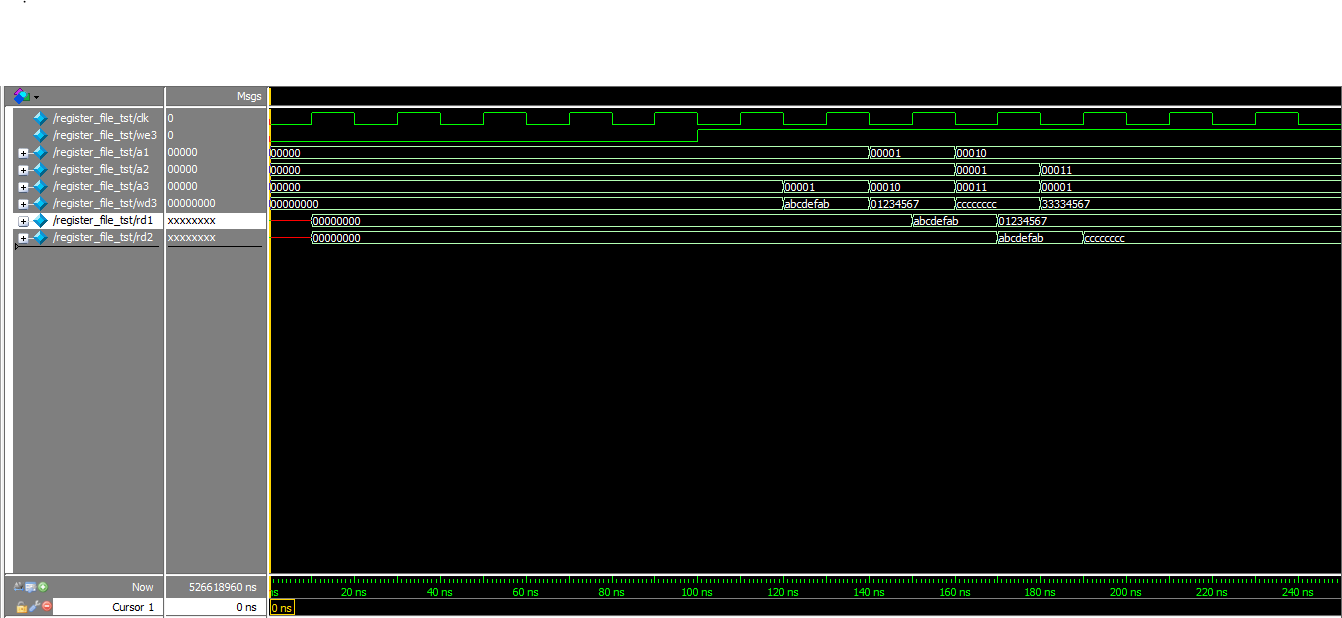 Msgs
/register_file_tst/clk 0
/register_file_tst/we3 0
/register_file_tst/a1 00000 00000 00001 00010
/register_file_tst/a2 00000 00000 00001 00011
/register_file_tst/a3 00000 00000 00001 00010 00011 00001
/register_file_tst/wd3 00000000 00000000 abcdefab 01234567 cccccccc 33334567
/register_file_tst/rd1 xxxxxxxx 00000000 abcdefab 01234567
/register_file_tst/rd2 xxxxxxxx 00000000 abcdefab cccccccc
Now 526618960 ns ns 20 ns 40 ns 60 ns 80 ns 100 ns 120 ns 140 ns 160 ns 180 ns 200 ns 220 ns 240 ns
Cursor 1 0 ns 0 ns